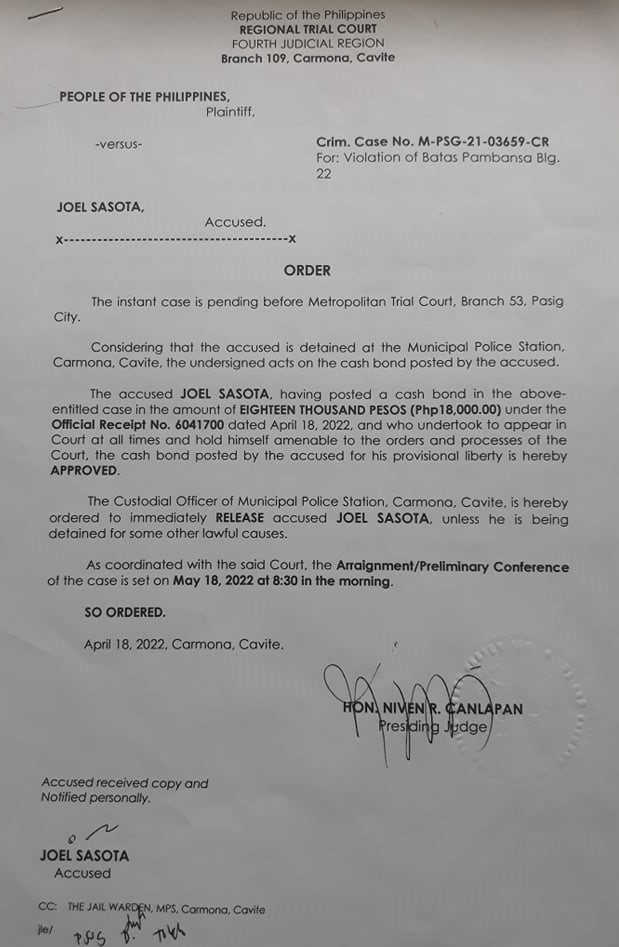 Republic of the Philippines
REGIONAL TRIAL COURT
FOURTH JUDICIAL REGION
Branch 109, Carmona, Cavite
PEOPLE OF THE PHILIPPINES,
Plaintiff,
-versus-
Crim. Case No. M-PSG-21-03659-CR
For: Violation of Batas Pambansa Blg.
22
JOEL SASOTA,
Accused.
x----------------------------------------x
ORDER
The instant case is pending before Metropolitan Trial Court, Branch 53, Pasig
City.
Considering that the accused is detained at the Municipal Police Station,
Carmona, Cavite, the undersigned acts on the cash bond posted by the accused.
The accused JOEL SASOTA, having posted a cash bond in the above-
entitled case in the amount of EIGHTEEN THOUSAND PESOS (Php18,000.00) under the
Official Receipt No. 6041700 dated April 18, 2022, and who undertook to appear in
Court at all times and hold himself amenable to the orders and processes of the
Court, the cash bond posted by the accused for his provisional liberty is hereby
APPROVED.
The Custodial Officer of Municipal Police Station, Carmona, Cavite, is hereby
ordered to immediately RELEASE accused JOEL SASOTA, unless he is being
detained for some other lawful causes.
As coordinated with the said Court, the Arraignment/Preliminary Conference
of the case is set on May 18, 2022 at 8:30 in the morning.
SO ORDERED.
April 18, 2022, Carmona, Cavite.
HON. NIVEN R. CANLAPAN
Presiding Judge
Accused received copy and
Notified personally.
JOEL SASOTA
Accused
CC: THE JAIL WARDEN, MPS, Carmona, Cavite
jle/